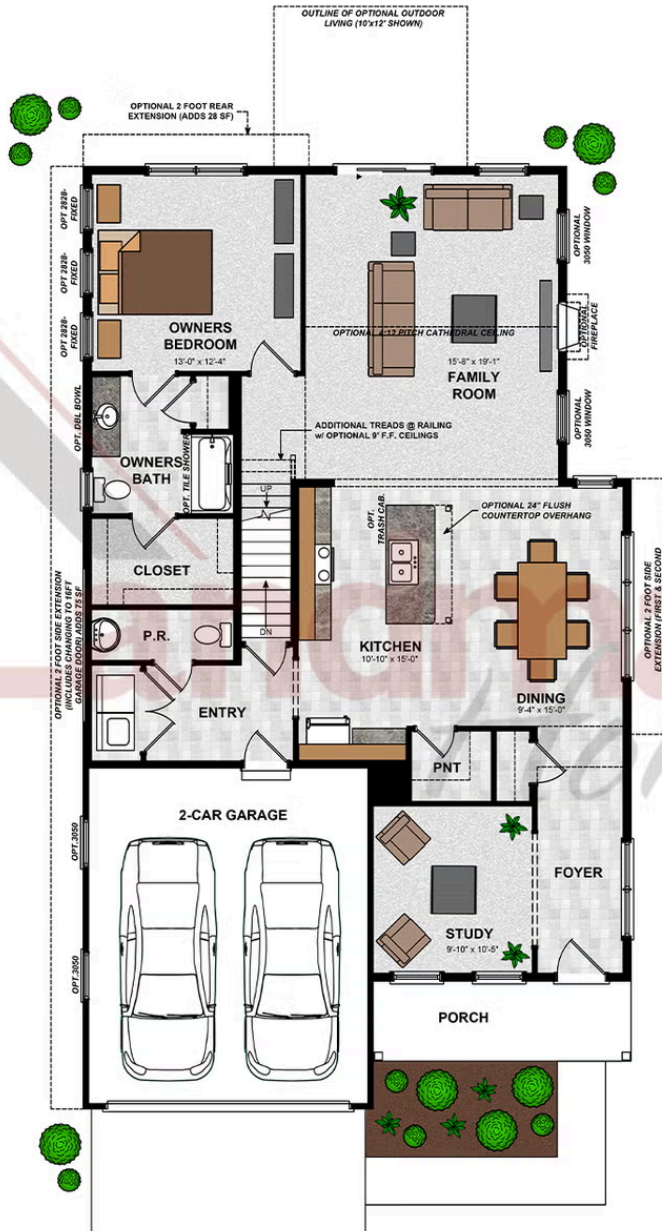 OUTLINE OF OPTIONAL OUTDOOR
LIVING (10'x12' SHOWN)
OPTIONAL 2 FOOT REAR
EXTENSION (ADDS 28 SF)
OPT 2828-
FIXED
OPT 2828-
FIXED
OPT 2828-
FIXED
OWNERS
BEDROOM
13'-0" x 12'-4"
OPTIONAL
3050 WINDOW
OPTIONAL 4:12 PITCH CATHEDRAL CEILING
OPTIONAL
FIREPLACE
15'-8" x 19'-1"
FAMILY
ROOM
OPTIONAL
3050 WINDOW
OPT. DBL BOWL
ADDITIONAL TREADS @ RAILING
w/ OPTIONAL 9' F.F. CEILINGS
OWNERS
BATH
OPT. TILE SHOWER
UP
OPT.
TRASH CAB.
OPTIONAL 24" FLUSH
COUNTERTOP OVERHANG
CLOSET
OPTIONAL 2 FOOT SIDE EXTENSION
(INCLUDES CHANGING TO 16FT
GARAGE DOOR) ADDS 75 SF
OPTIONAL 2 FOOT SIDE
EXTENSION (FIRST & SECOND
P.R.
DN
KITCHEN
10'-10" x 15'-0"
DINING
9'-4" x 15'-0"
ENTRY
PNT
2-CAR GARAGE
OPT.3050
FOYER
STUDY
9'-10" x 10'-5"
OPT.3050
PORCH